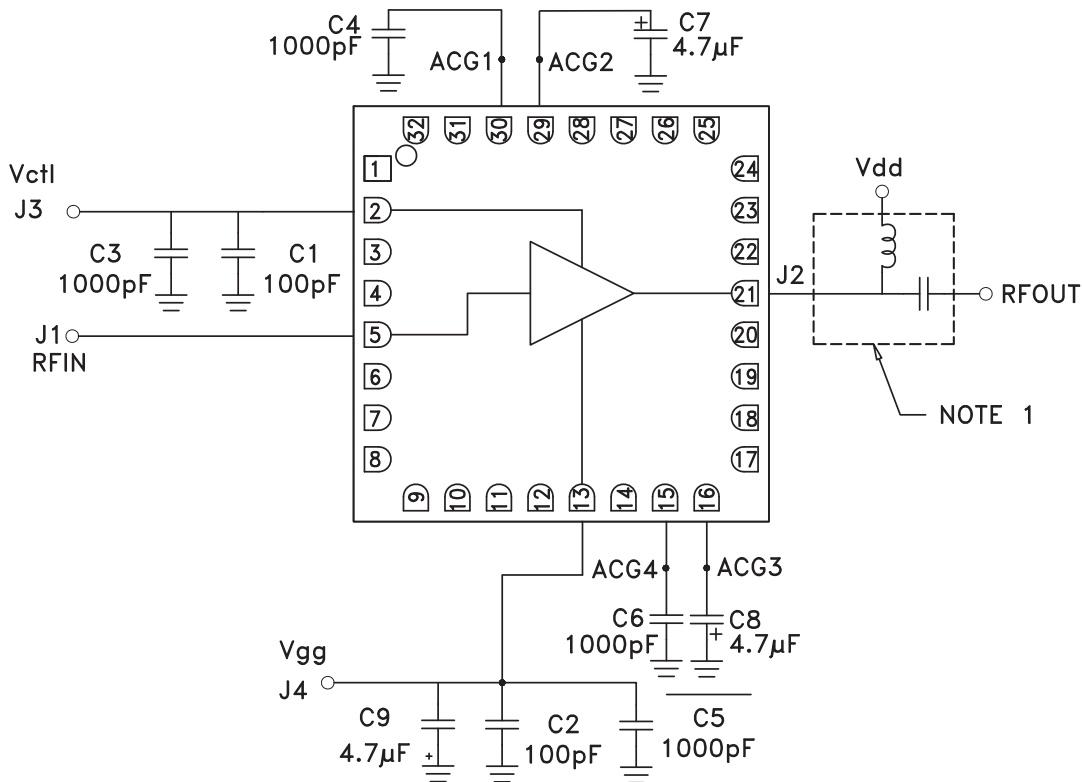 C4
1000pF
ACG1
ACG2
+
C7
4.7µF
32
31
30
29
28
27
26
25
Vctl
J3
C3
1000pF
C1
100pF
J1
RFIN
1
2
3
4
5
6
7
8
24
23
22
21
20
19
18
17
J2
Vdd
RFOUT
NOTE 1
9
10
11
12
13
14
15
16
ACG4
ACG3
C6
1000pF
C8
+
4.7µF
Vgg
J4
C9
4.7µF
+
C2
100pF
C5
1000pF